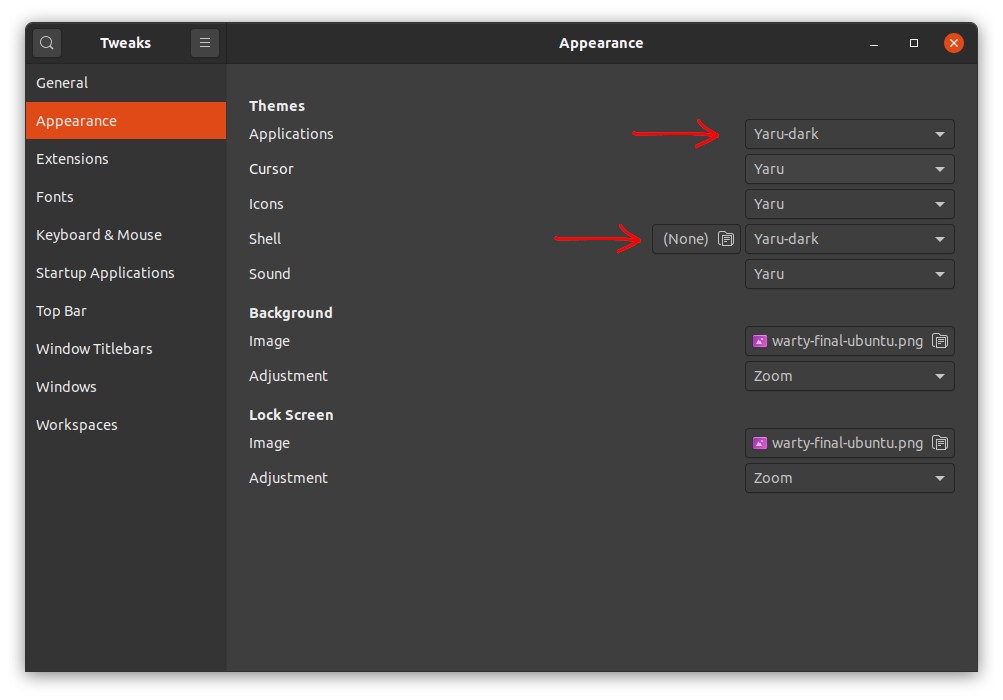 Tweaks
Appearance
General
Appearance
Extensions
Fonts
Keyboard & Mouse
Startup Applications
Top Bar
Window Titlebars
Windows
Workspaces
Themes
Applications Yaru-dark
Cursor Yaru
Icons Yaru
Shell (None) Yaru-dark
Sound Yaru
Background
Image warty-final-ubuntu.png
Adjustment Zoom
Lock Screen
Image warty-final-ubuntu.png
Adjustment Zoom